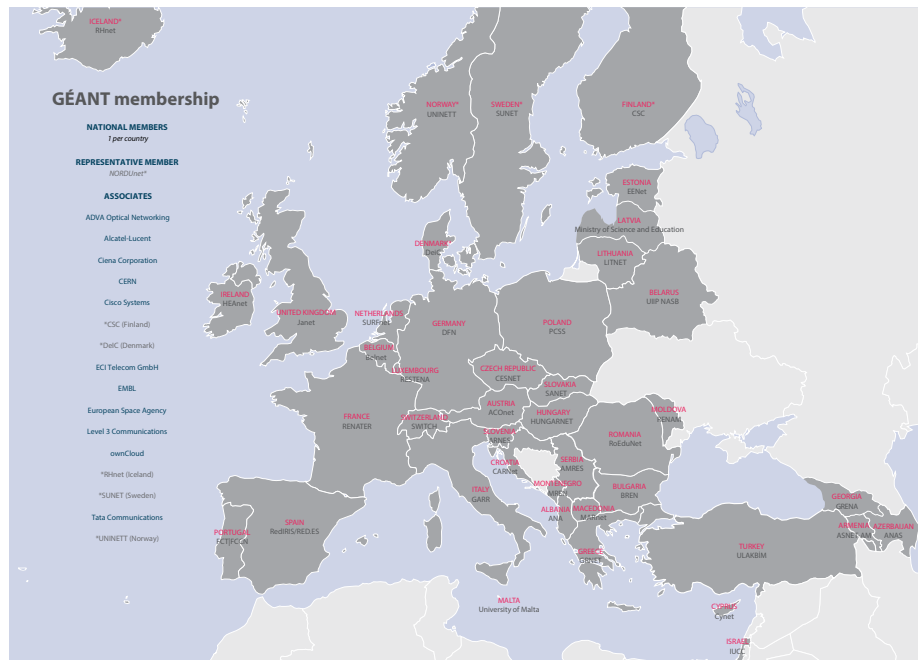 ICELAND*
RHnet
GÉANT membership
NATIONAL MEMBERS
1 per country
REPRESENTATIVE MEMBER
NORDUnet*
ASSOCIATES
ADVA Optical Networking
Alcatel-Lucent
Ciena Corporation
CERN
Cisco Systems
*CSC (Finland)
*DeIC (Denmark)
ECI Telecom GmbH
EMBL
European Space Agency
Level 3 Communications
ownCloud
*RHnet (Iceland)
*SUNET (Sweden)
Tata Communications
*UNINETT (Norway)
NORWAY*
UNINETT
SWEDEN*
SUNET
FINLAND*
CSC
ESTONIA
EENet
LATVIA
Ministry of Science and Education
LITHUANIA
LITNET
BELARUS
UIIP NASB
DENMARK*
DeiC
IRELAND
HEAnet
UNITED KINGDOM
Janet
NETHERLANDS
SURFnet
BELGIUM
Belnet
LUXEMBOURG
RESTENA
GERMANY
DFN
POLAND
PCSS
CZECH REPUBLIC
CESNET
SLOVAKIA
SANET
AUSTRIA
ACOnet
HUNGARY
HUNGARNET
FRANCE
RENATER
SWITZERLAND
SWITCH
SLOVENIA
ARNES
CROATIA
CARNet
SERBIA
AMRES
ROMANIA
RoEduNet
MOLDOVA
RENAM
BULGARIA
BREN
MONTENEGRO
MREN
ALBANIA
ANA
MACEDONIA
MARnet
ITALY
GARR
GREECE
GRNET
PORTUGAL
FCT|FCCN
SPAIN
RedIRIS/RED.ES
MALTA
University of Malta
TURKEY
ULAKBIM
GEORGIA
GRENA
ARMENIA
ASNET-AM
AZERBAIJAN
ANAS
CYPRUS
Cynet
ISRAEL
IUCC